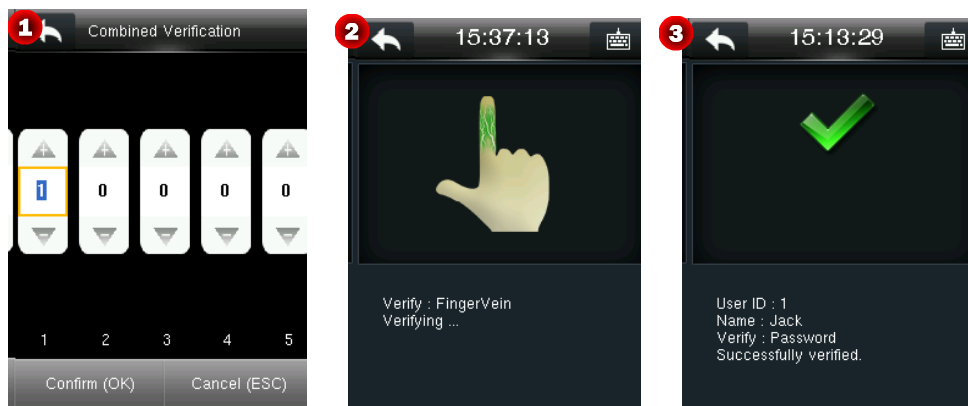 1
Combined Verification
1 0 0 0 0
1 2 3 4 5
Confirm (OK) Cancel (ESC)
2
15:37:13
Verify : FingerVein
Verifying ...
3
15:13:29
User ID : 1
Name : Jack
Verify : Password
Successfully verified.